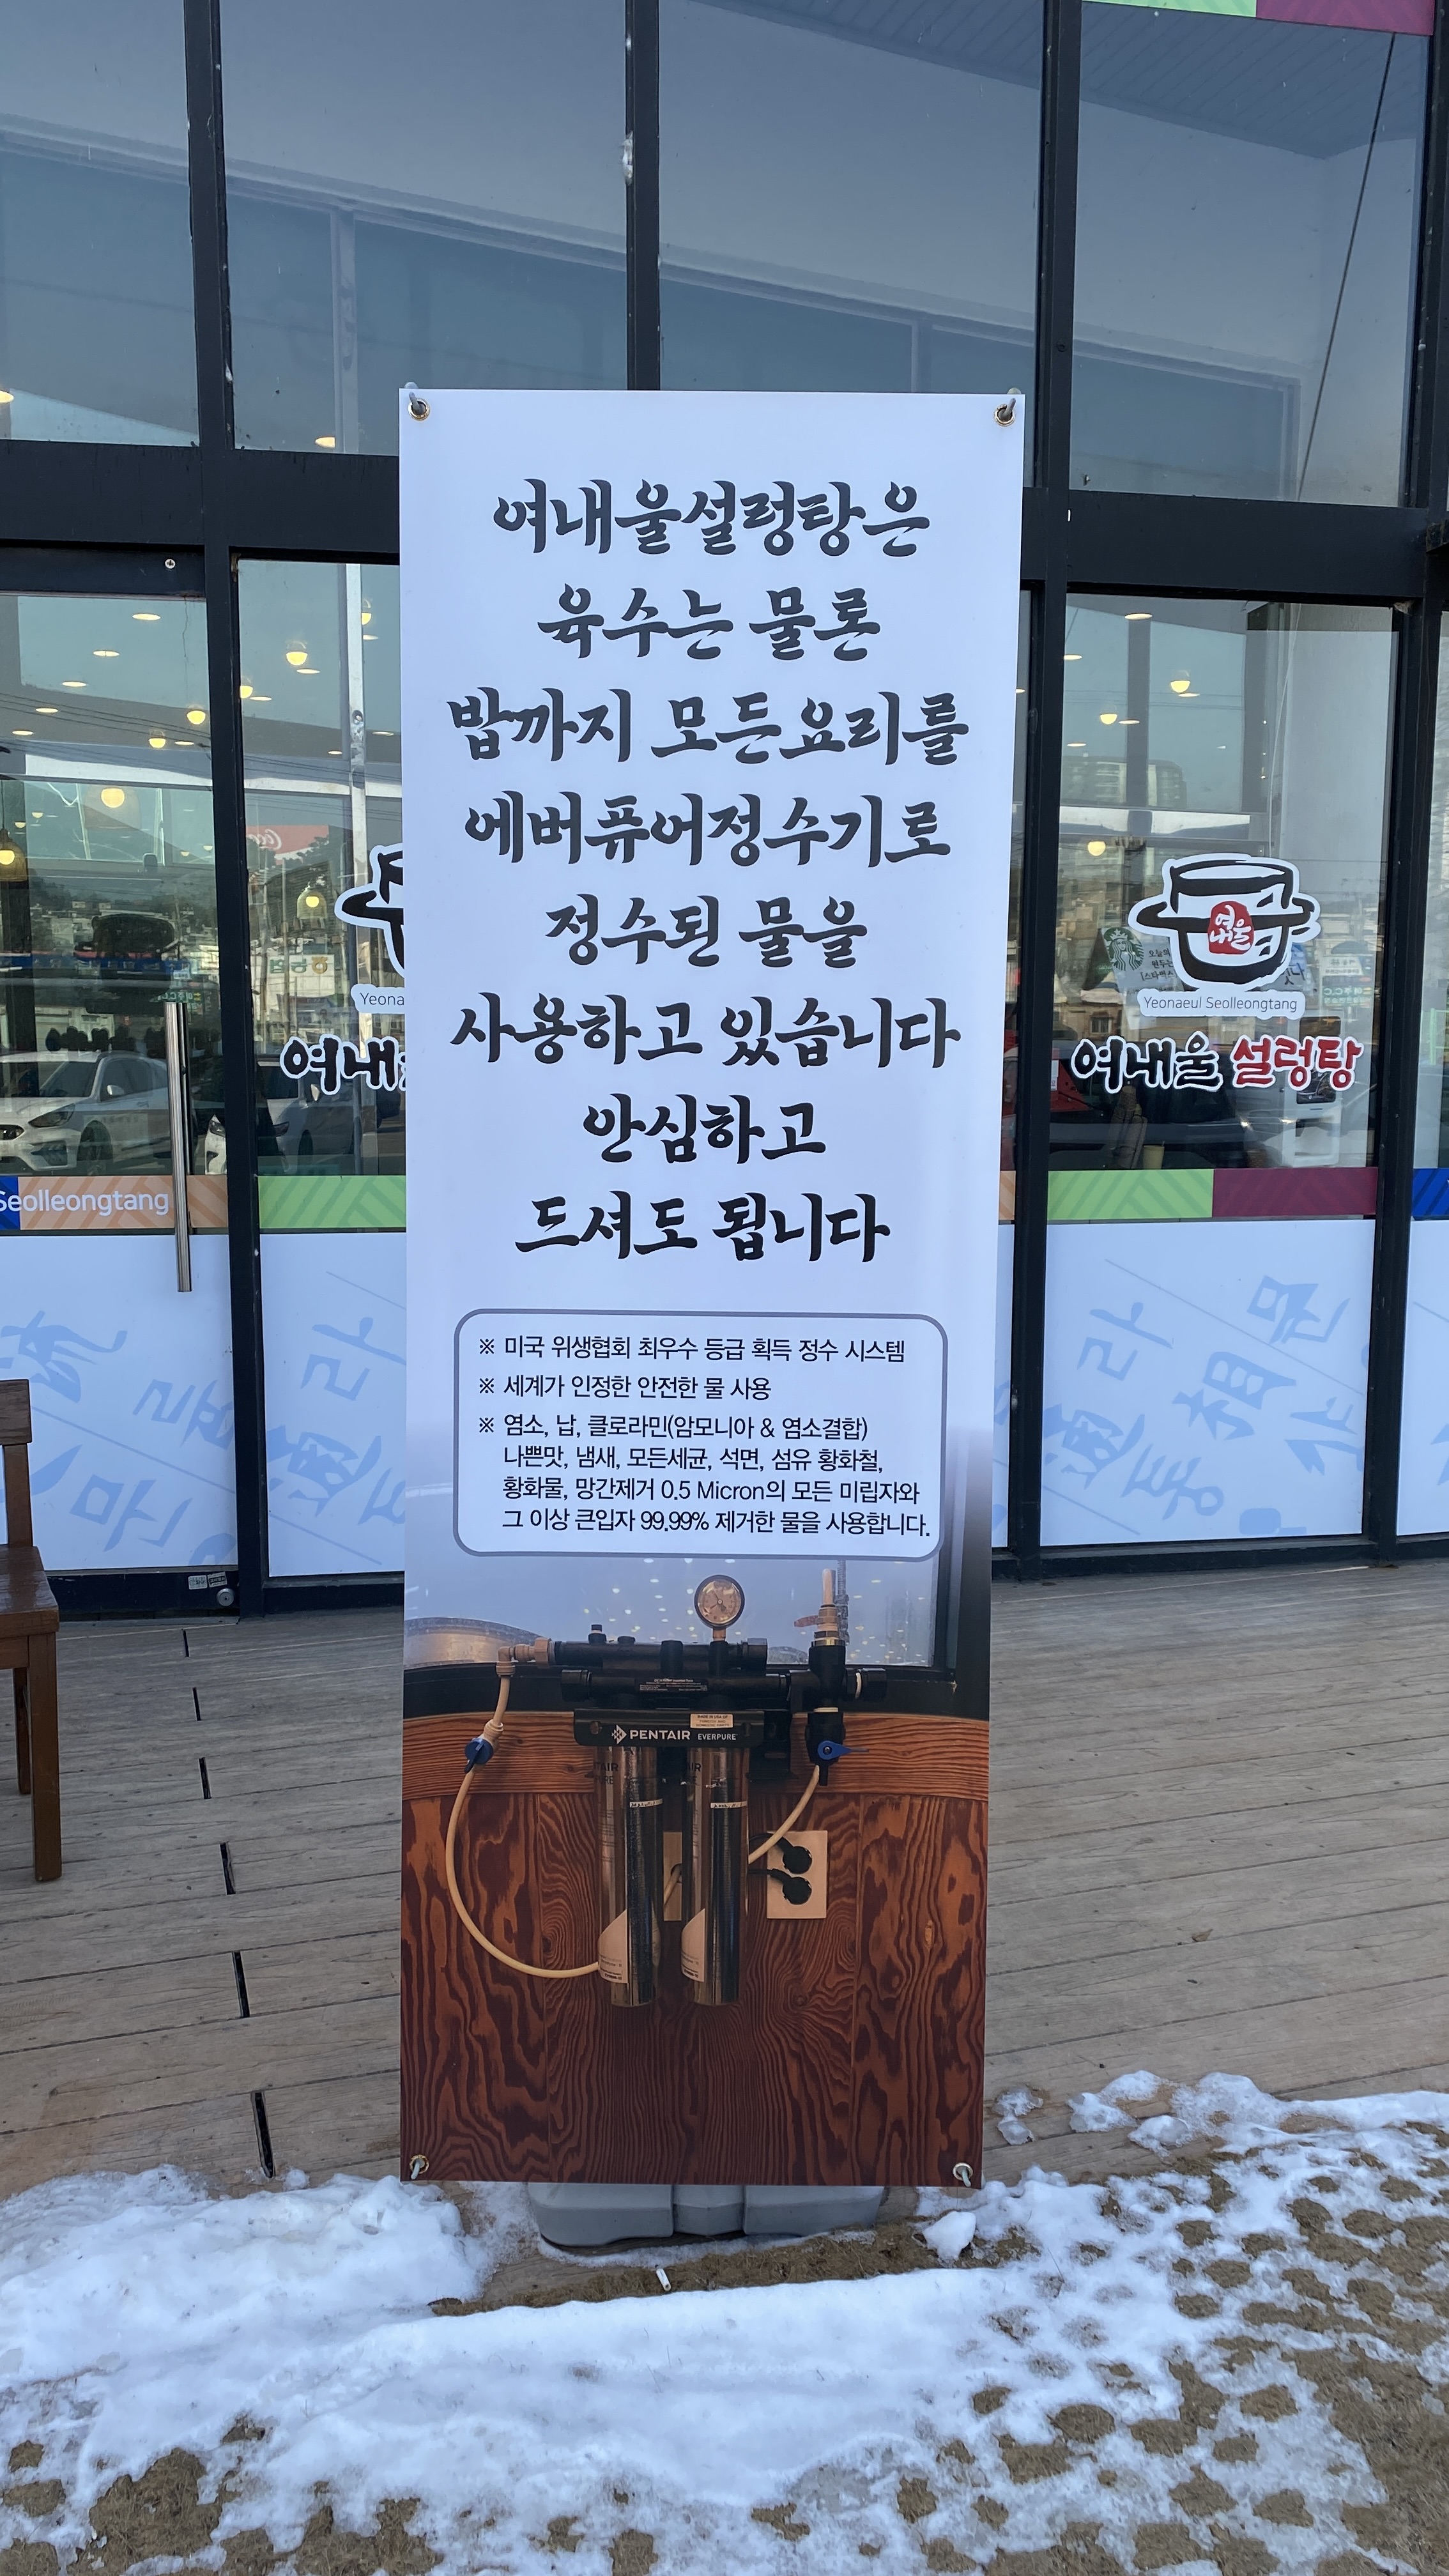 여내울설렁탕은
육수는 물론
밥까지 모든요리를
에버퓨어정수기로
정수된 물을
사용하고 있습니다
안심하고
드셔도 됩니다
※ 미국 위생협회 최우수 등급 획득 정수 시스템
※ 세계가 인정한 안전한 물 사용
※ 염소, 납, 클로라민(암모니아 & 염소결합)
나쁜맛, 냄새, 모든세균, 석면, 섬유 황화철,
황화물, 망간제거 0.5 Micron의 모든 미립자와
그 이상 큰입자 99.99% 제거한 물을 사용합니다.
PENTAIR EVERPURE
여내울
Yeonaeul Seolleongtang
여내울 설렁탕
Yeona
여내
Seolleongtang